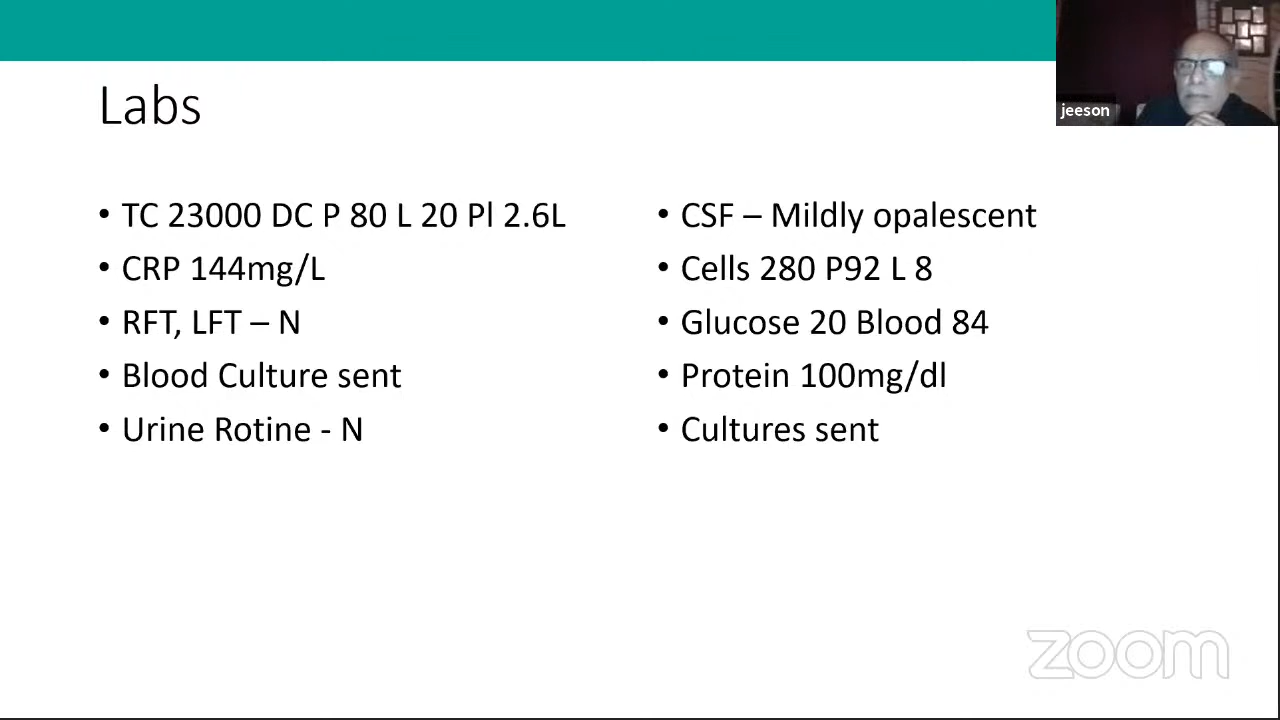 jeeson
Labs
• TC 23000 DC P 80 L 20 Pl 2.6L
• CRP 144mg/L
• RFT, LFT – N
• Blood Culture sent
• Urine Rotine - N
• CSF – Mildly opalescent
• Cells 280 P92 L 8
• Glucose 20 Blood 84
• Protein 100mg/dl
• Cultures sent
zoom